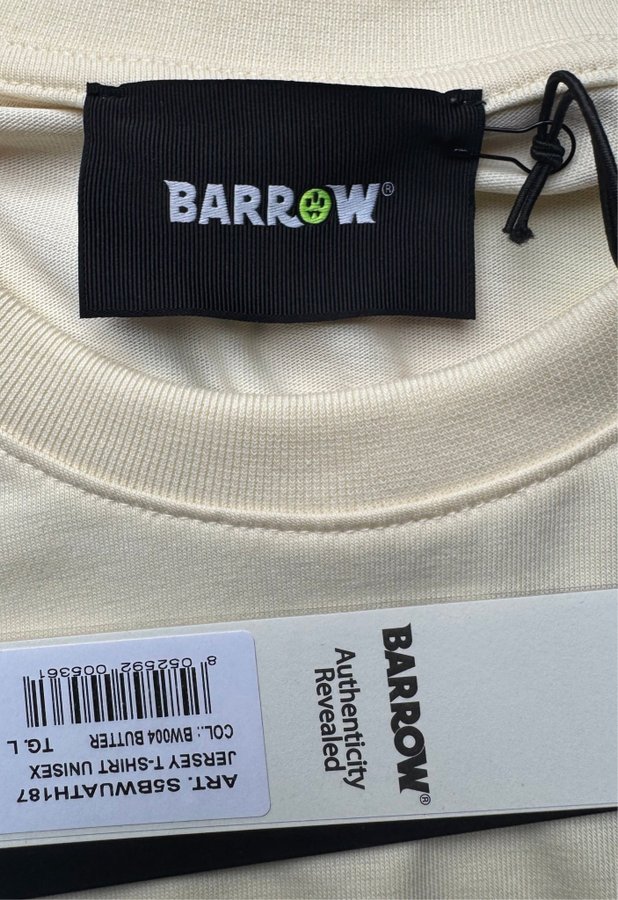 BARROW®
BARROW®
Authenticity
Revealed
ART. S5BWUATH187
JERSEY T-SHIRT UNISEX
COL.: BW004 BUTTER TG. L
8 052592 005361